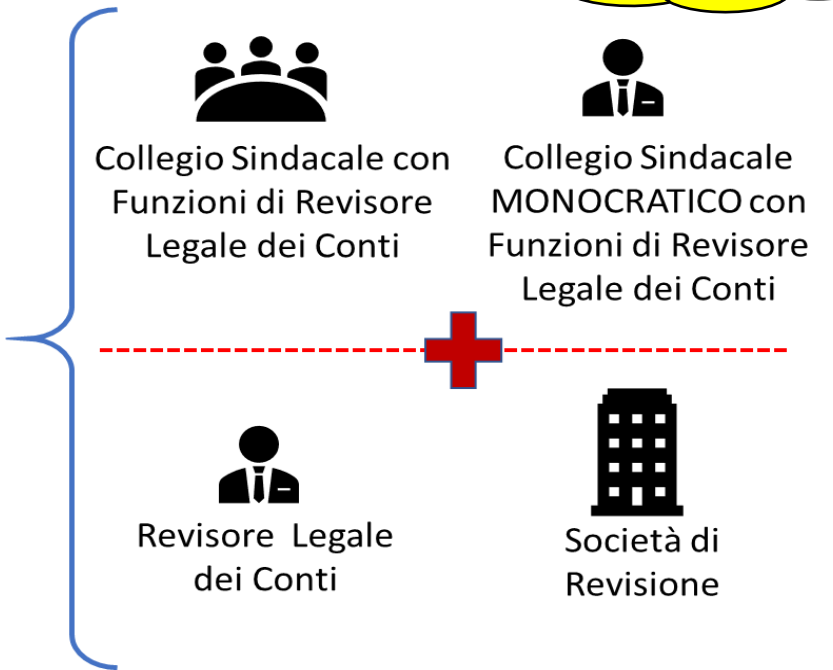 Collegio Sindacale con
Funzioni di Revisore
Legale dei Conti
Collegio Sindacale
MONOCRATICO con
Funzioni di Revisore
Legale dei Conti
Revisore Legale
dei Conti
Società di
Revisione